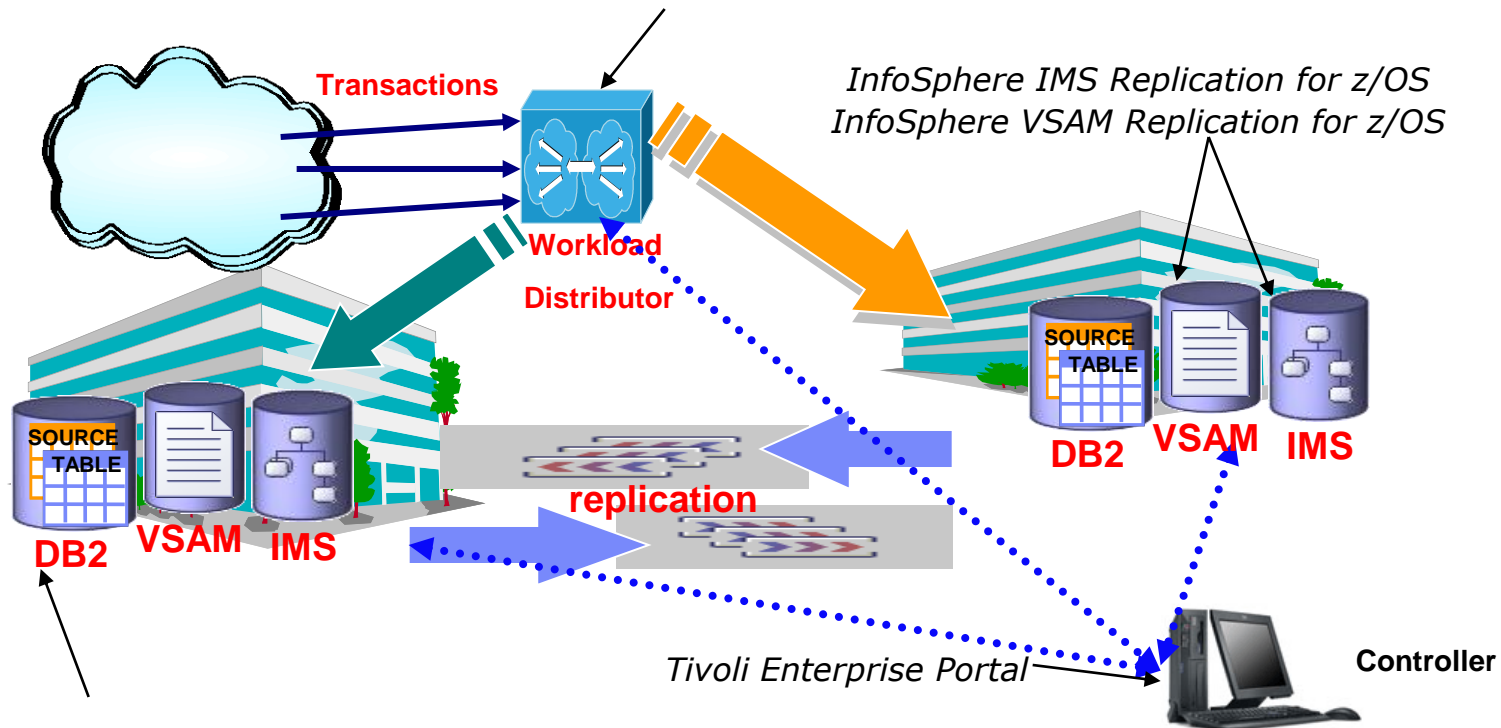 Transactions
InfoSphere IMS Replication for z/OS
InfoSphere VSAM Replication for z/OS
Workload
Distributor
SOURCE
TABLE
DB2
VSAM
IMS
SOURCE
TABLE
DB2
VSAM
IMS
replication
Tivoli Enterprise Portal
Controller